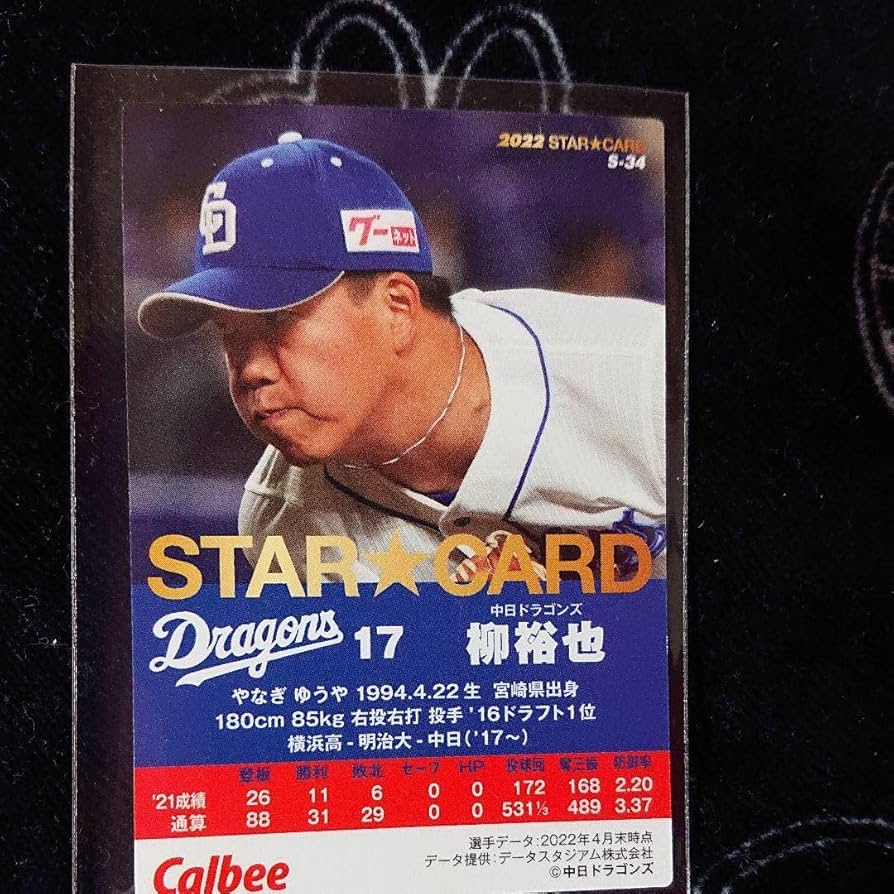 2022 STAR★CARD
S-34
CD
グー
ネット
STAR★CARD
中日ドラゴンズ
Dragons 17 柳裕也
やなぎ ゆうや 1994.4.22生 宮崎県出身
180cm 85kg 右投右打 投手 '16ドラフト1位
横浜高 - 明治大 - 中日('17〜)
登板 勝利 敗北 セーブ HP 投球回 奪三振 防御率
'21成績 26 11 6 0 0 172 168 2.20
通算 88 31 29 0 0 531⅓ 489 3.37
選手データ:2022年4月末時点
データ提供:データスタジアム株式会社
Calbee ©中日ドラゴンズ